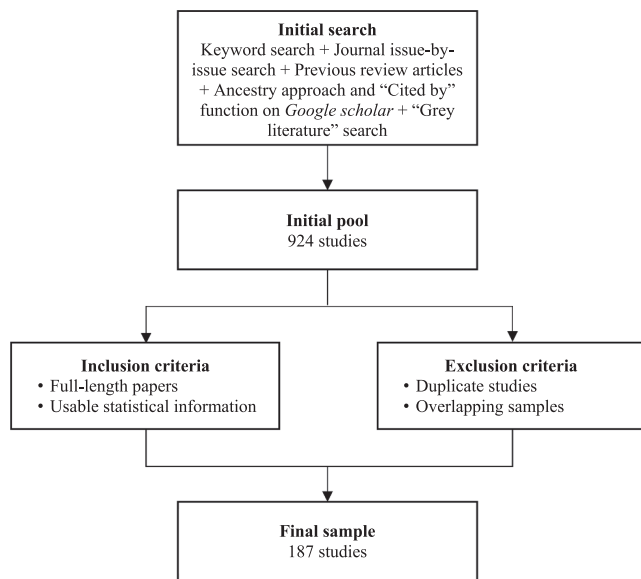 Initial search
Keyword search + Journal issue-by-
issue search + Previous review articles
+ Ancestry approach and “Cited by”
function on Google scholar + “Grey
literature” search
Initial pool
924 studies
Inclusion criteria
• Full-length papers
• Usable statistical information
Exclusion criteria
• Duplicate studies
• Overlapping samples
Final sample
187 studies